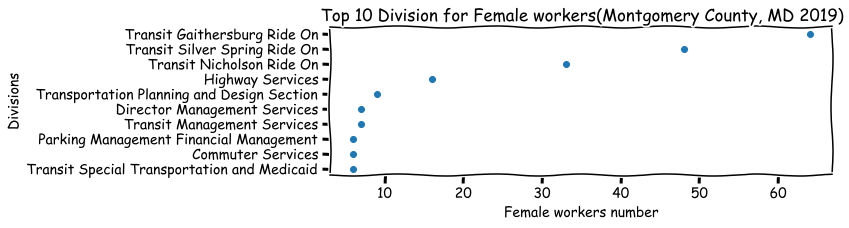 Top 10 Division for Female workers(Montgomery County, MD 2019)
Divisions
Transit Gaithersburg Ride On
Transit Silver Spring Ride On
Transit Nicholson Ride On
Highway Services
Transportation Planning and Design Section
Director Management Services
Transit Management Services
Parking Management Financial Management
Commuter Services
Transit Special Transportation and Medicaid
10 20 30 40 50 60
Female workers number